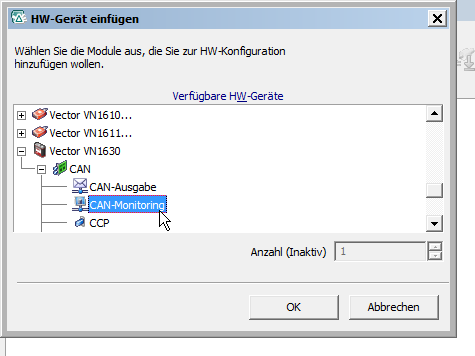 HW-Gerät einfügen
Wählen Sie die Module aus, die Sie zur HW-Konfiguration
hinzufügen wollen.
Verfügbare HW-Geräte
Vector VN1610...
Vector VN1611...
Vector VN1630
CAN
CAN-Ausgabe
CAN-Monitoring
CCP
Anzahl (Inaktiv) 1
OK Abbrechen